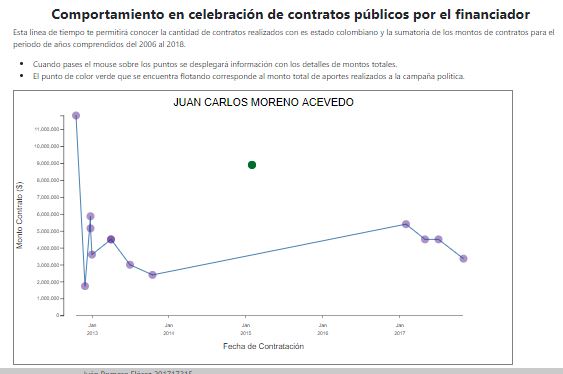 Comportamiento en celebración de contratos públicos por el financiador
Esta línea de tiempo te permitirá conocer la cantidad de contratos realizados con es estado colombiano y la sumatoria de los montos de contratos para el
periodo de años comprendidos del 2006 al 2018.
Cuando pases el mouse sobre los puntos se desplegará información con los detalles de montos totales.
El punto de color verde que se encuentra flotando corresponde al monto total de aportes realizados a la campaña política.
JUAN CARLOS MORENO ACEVEDO
11,000,000
10,000,000
9,000,000
8,000,000
7,000,000
6,000,000
5,000,000
4,000,000
3,000,000
2,000,000
1,000,000
0
Monto Contrato ($)
Jan Jan Jan Jan Jan
2013 2014 2015 2016 2017
Fecha de Contratación